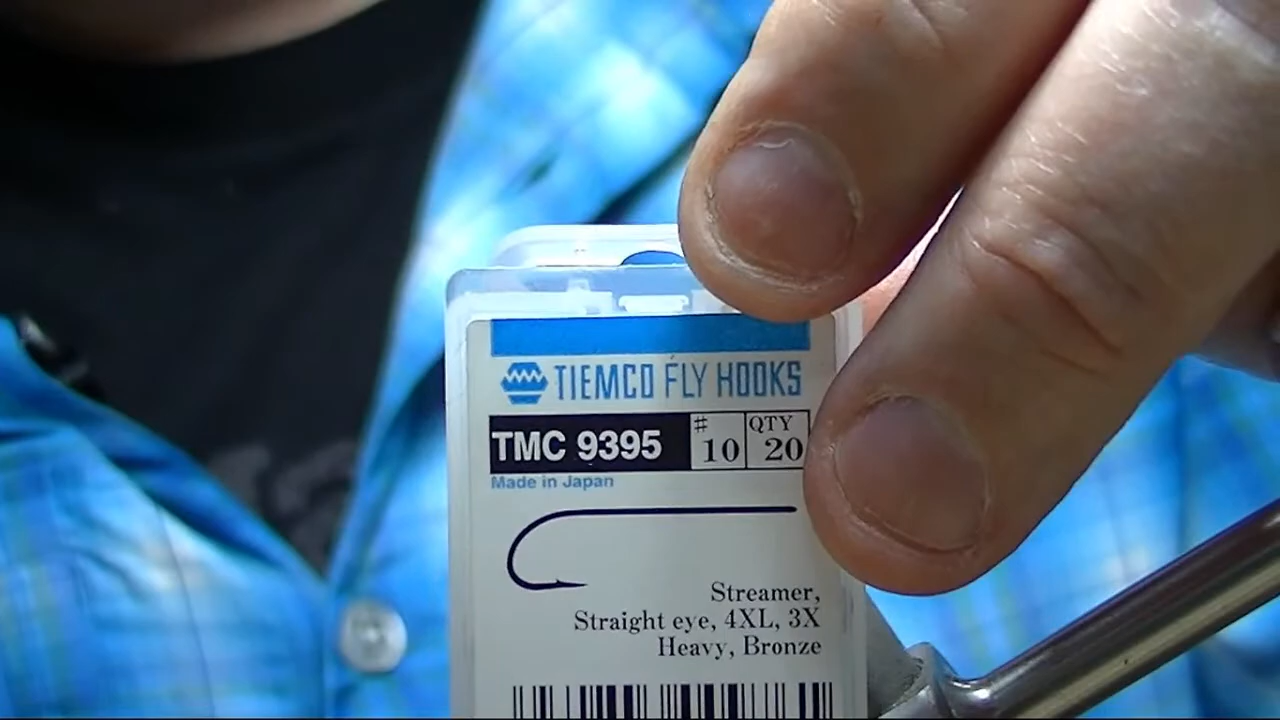 TIEMCO FLY HOOKS
TMC 9395 # 10 QTY 20
Made in Japan
Streamer,
Straight eye, 4XL, 3X
Heavy, Bronze